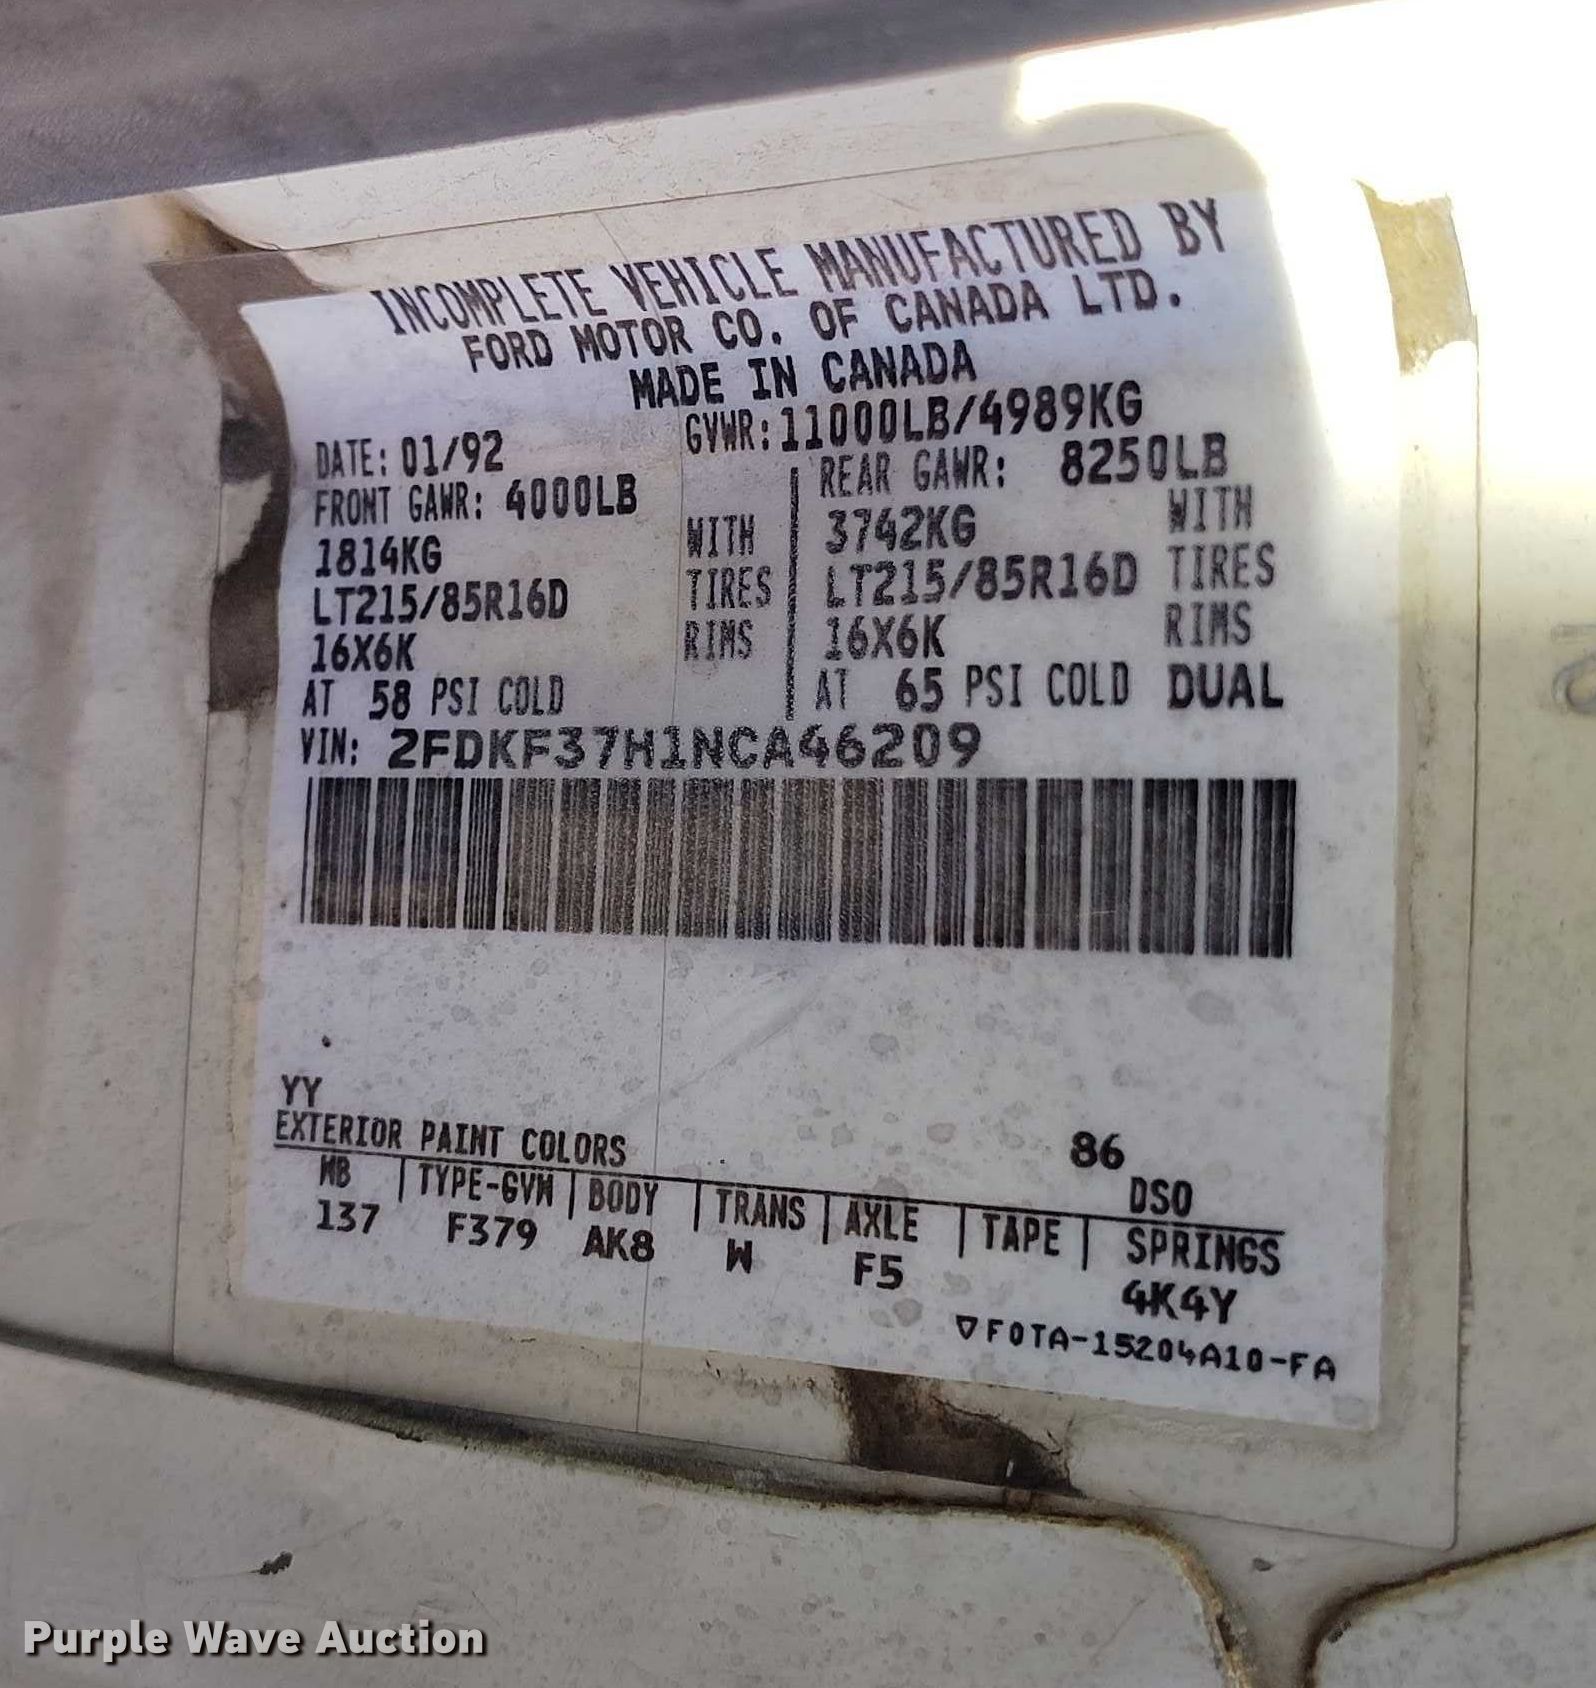 INCOMPLETE VEHICLE MANUFACTURED BY
FORD MOTOR CO. OF CANADA LTD.
MADE IN CANADA
DATE: 01/92 GVWR: 11000LB/4989KG
FRONT GAWR: 4000LB REAR GAWR: 8250LB
1814KG WITH 3742KG WITH
LT215/85R16D TIRES LT215/85R16D TIRES
16X6K RIMS 16X6K RIMS
AT 58 PSI COLD AT 65 PSI COLD DUAL
VIN: 2FDKF37H1NCA46209
YY
EXTERIOR PAINT COLORS 86 DSO
WB TYPE-GVW BODY TRANS AXLE TAPE SPRINGS
137 F379 AK8 W F5 4K4Y
▽F0TA-15204A10-FA
Purple Wave Auction